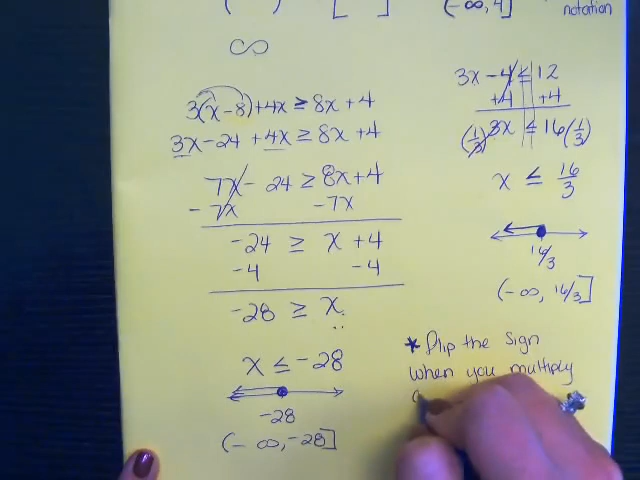 (-∞, 4]
notation
∞
3(x-8)+4x ≥ 8x+4
3x-24+4x ≥ 8x+4
7x-24 ≥ 8x+4
-7x -7x
-24 ≥ x+4
-4 -4
-28 ≥ x
x ≤ -28
-28
(-∞,-28]
3x-4 ≤ 12
+4 +4
(1/3)3x ≤ 16(1/3)
x ≤ 16/3
16/3
(-∞, 16/3]
* flip the sign
when you multiply